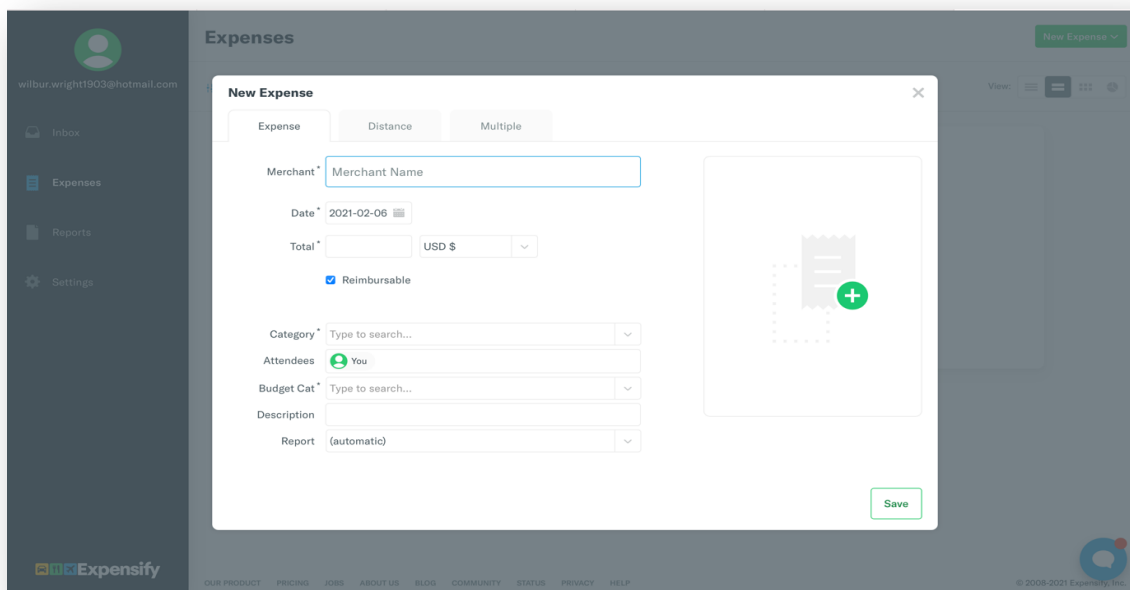 Expenses
New Expense
wilbur.wright1903@hotmail.com
View:
Inbox
Expenses
Reports
Settings
New Expense
Expense Distance Multiple
Merchant* Merchant Name
Date* 2021-02-06
Total* USD $
Reimbursable
Category* Type to search...
Attendees You
Budget Cat* Type to search...
Description
Report (automatic)
Save
Expensify
OUR PRODUCT PRICING JOBS ABOUT US BLOG COMMUNITY STATUS PRIVACY HELP
© 2008-2021 Expensify, Inc.